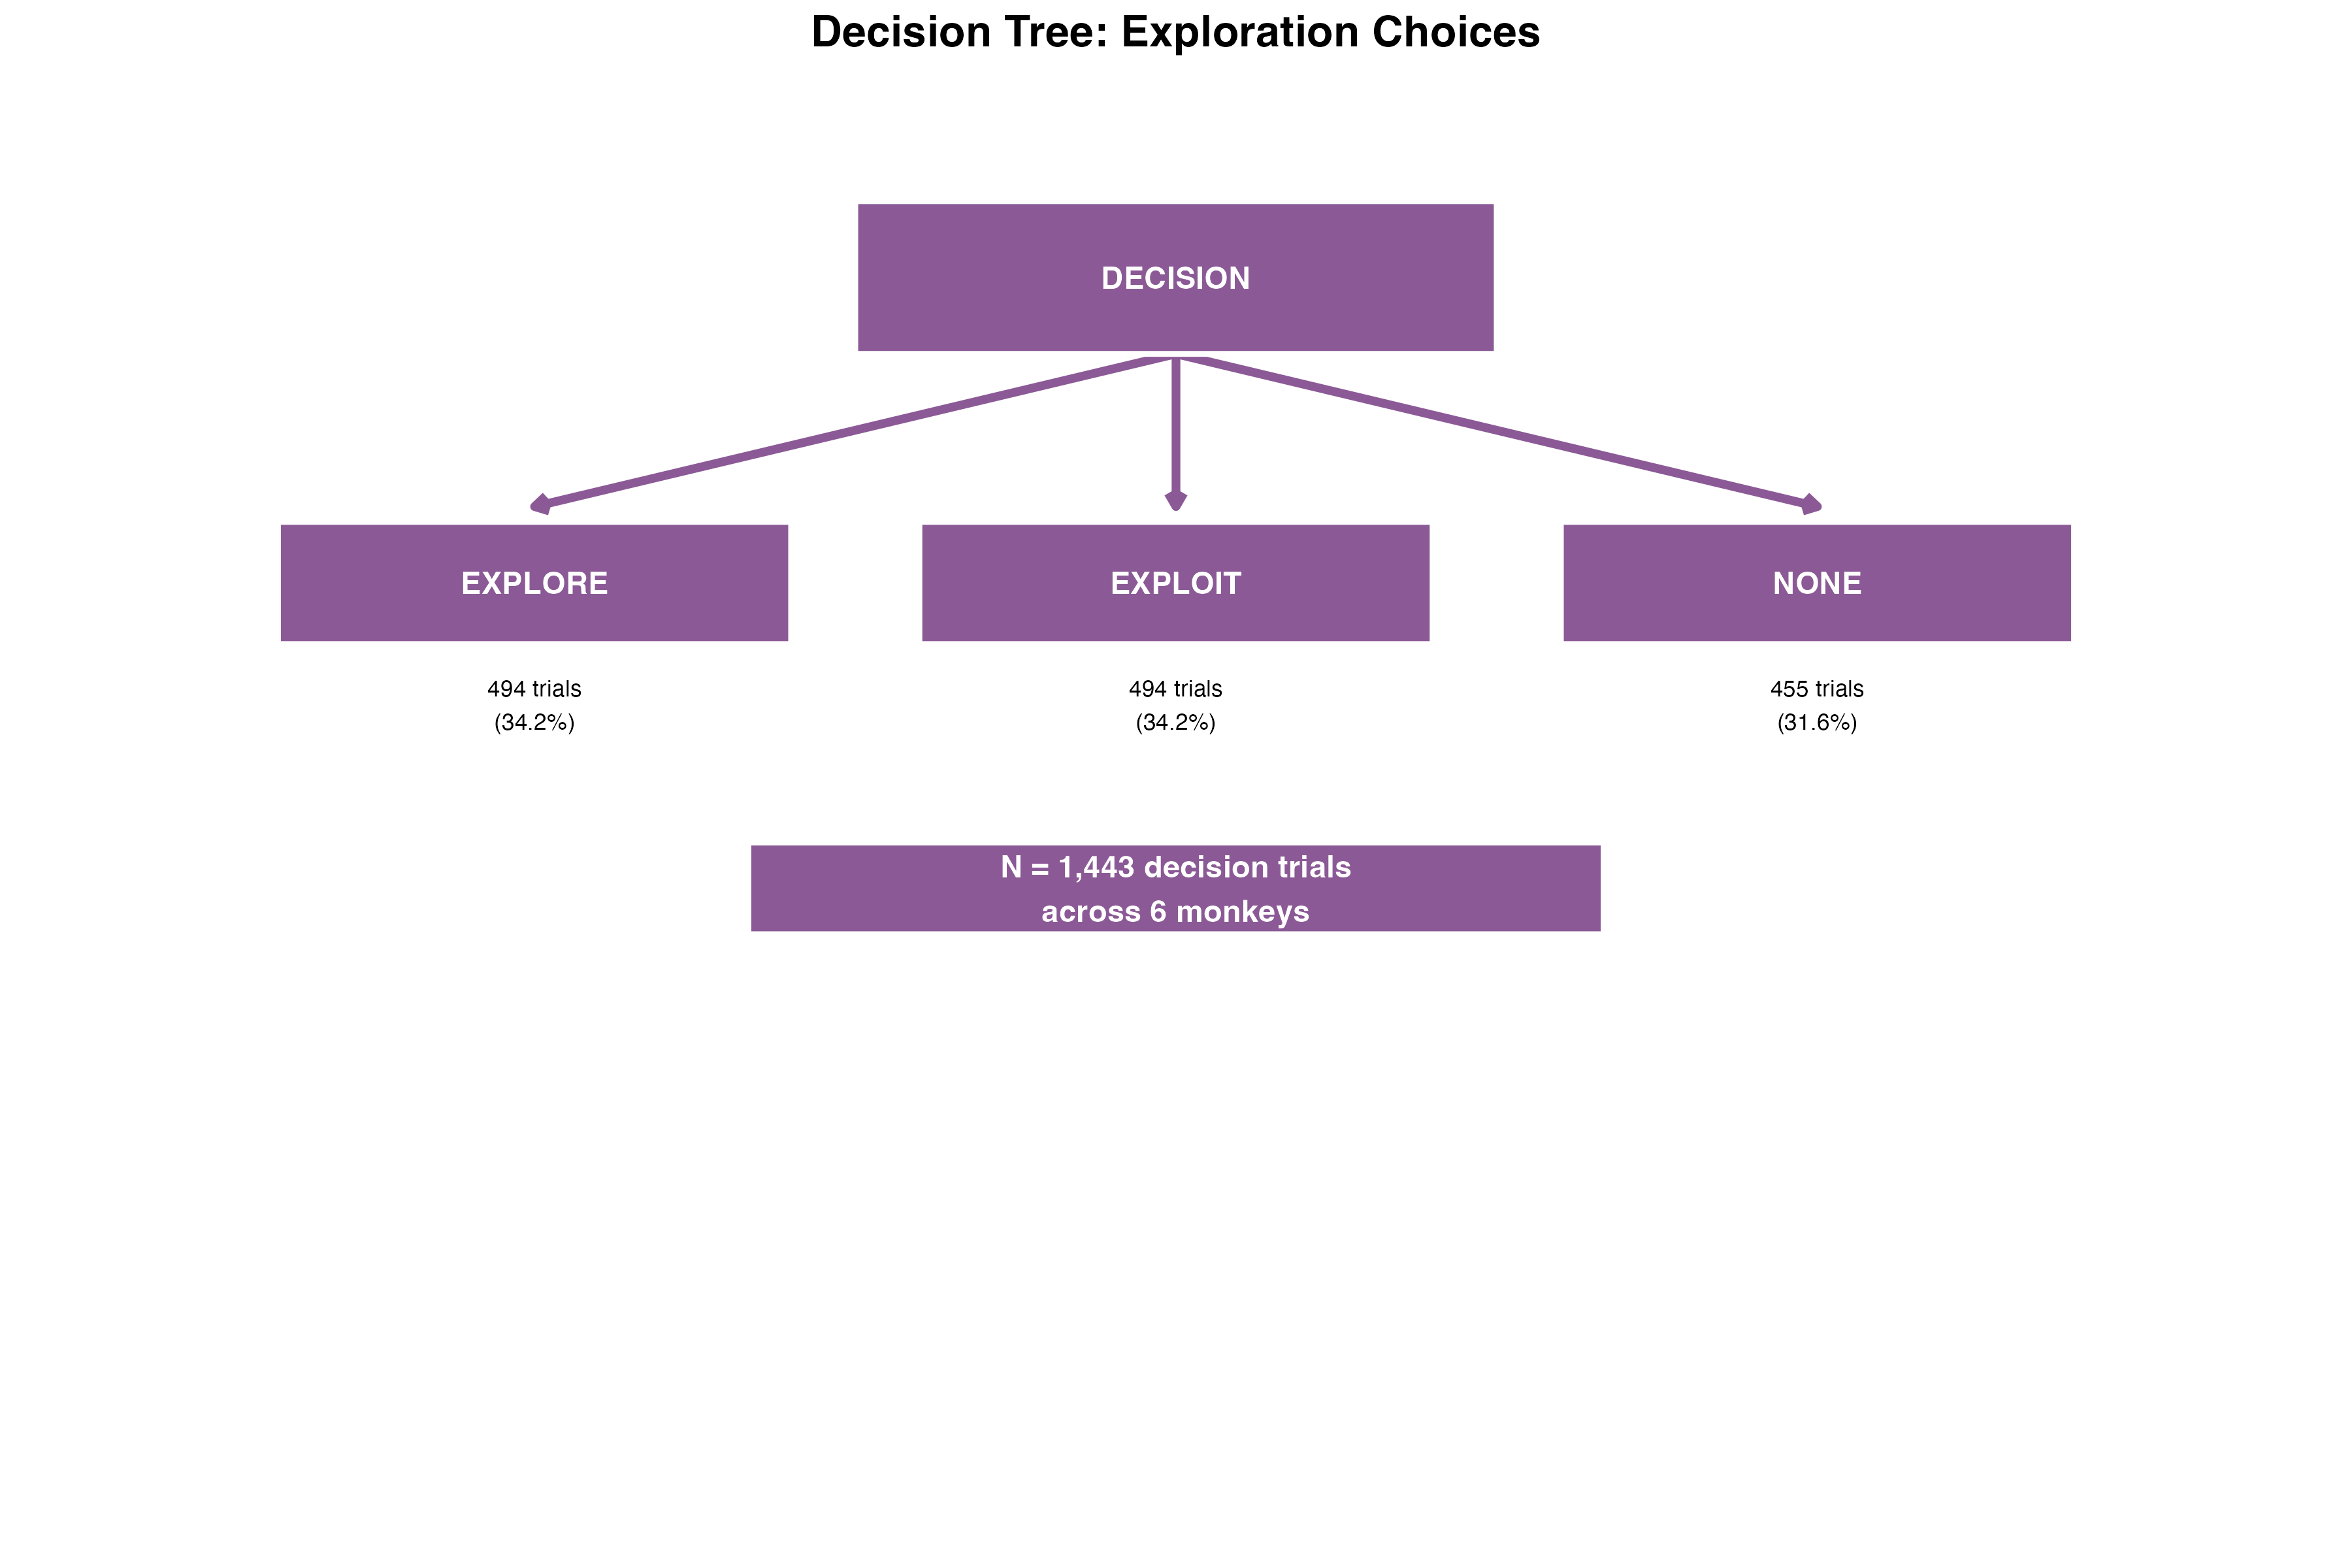 Decision Tree: Exploration Choices
DECISION
EXPLORE
EXPLOIT
NONE
494 trials
(34.2%)
494 trials
(34.2%)
455 trials
(31.6%)
N = 1,443 decision trials
across 6 monkeys